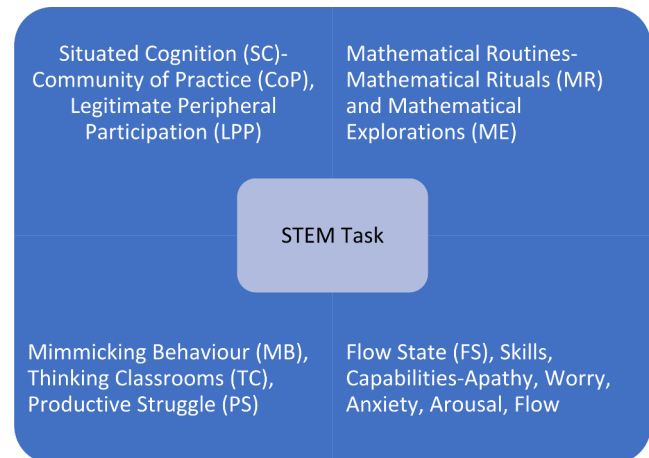 Situated Cognition (SC)-
Community of Practice (CoP),
Legitimate Peripheral
Participation (LPP)
Mathematical Routines-
Mathematical Rituals (MR)
and Mathematical
Explorations (ME)
STEM Task
Mimmicking Behaviour (MB),
Thinking Classrooms (TC),
Productive Struggle (PS)
Flow State (FS), Skills,
Capabilities-Apathy, Worry,
Anxiety, Arousal, Flow